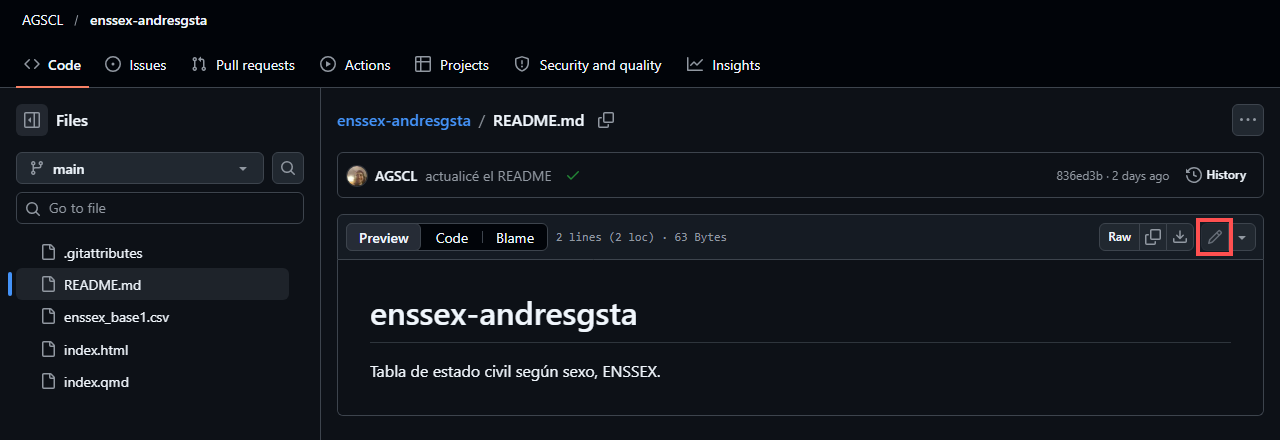 AGSCL / enssex-andresgsta
Code Issues Pull requests Actions Projects Security and quality Insights
Files
main
Go to file
.gitattributes
README.md
enssex_base1.csv
index.html
index.qmd
enssex-andresgsta / README.md
AGSCL actualicé el README 836ed3b · 2 days ago History
Preview Code Blame 2 lines (2 loc) · 63 Bytes Raw
enssex-andresgsta
Tabla de estado civil según sexo, ENSSEX.